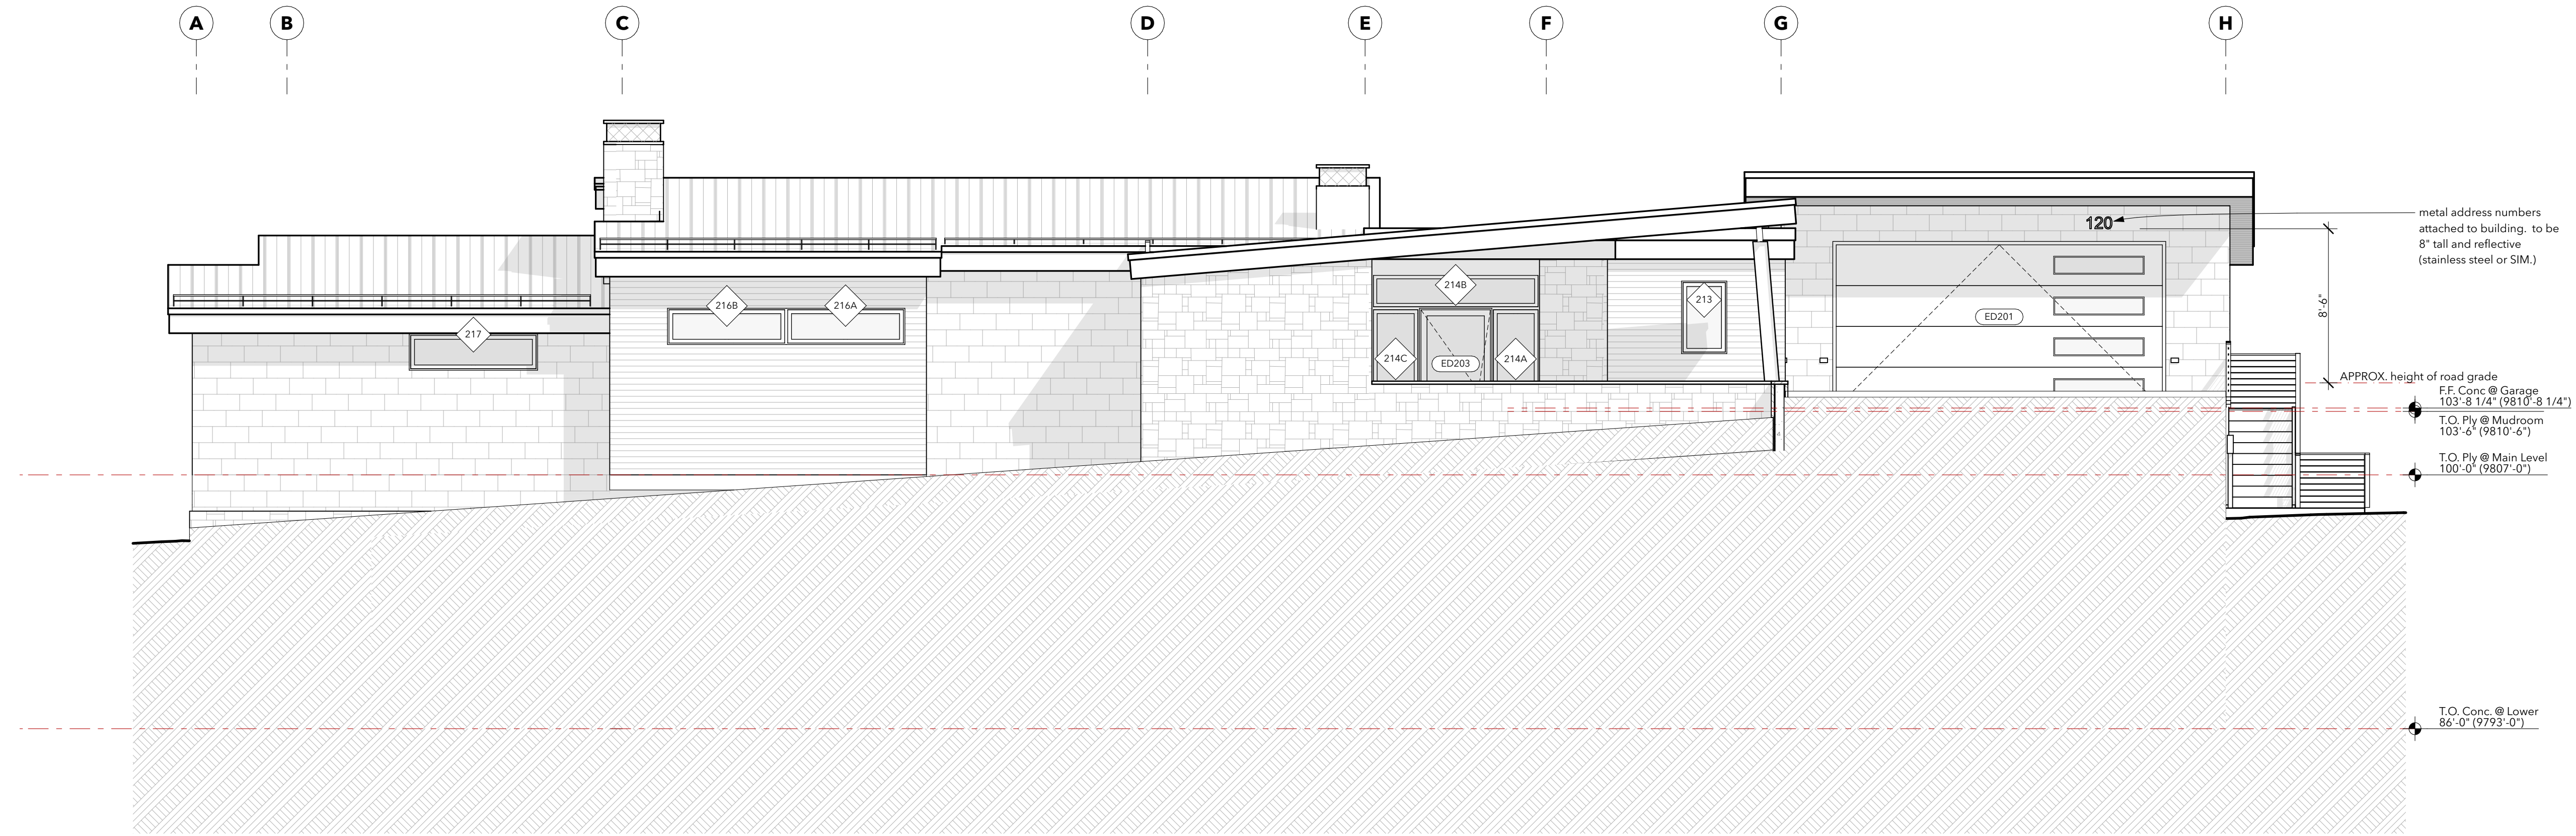 A B C D E F G H
120
metal address numbers
attached to building. to be
8" tall and reflective
(stainless steel or SIM.)
216B 216A
214B
213
217
8'-6"
ED201
214C
ED203
214A
APPROX. height of road grade
F.F. Conc @ Garage
103'-8 1/4" (9810'-8 1/4")
T.O. Ply @ Mudroom
103'-6" (9810'-6")
T.O. Ply @ Main Level
100'-0" (9807'-0")
T.O. Conc. @ Lower
86'-0" (9793'-0")